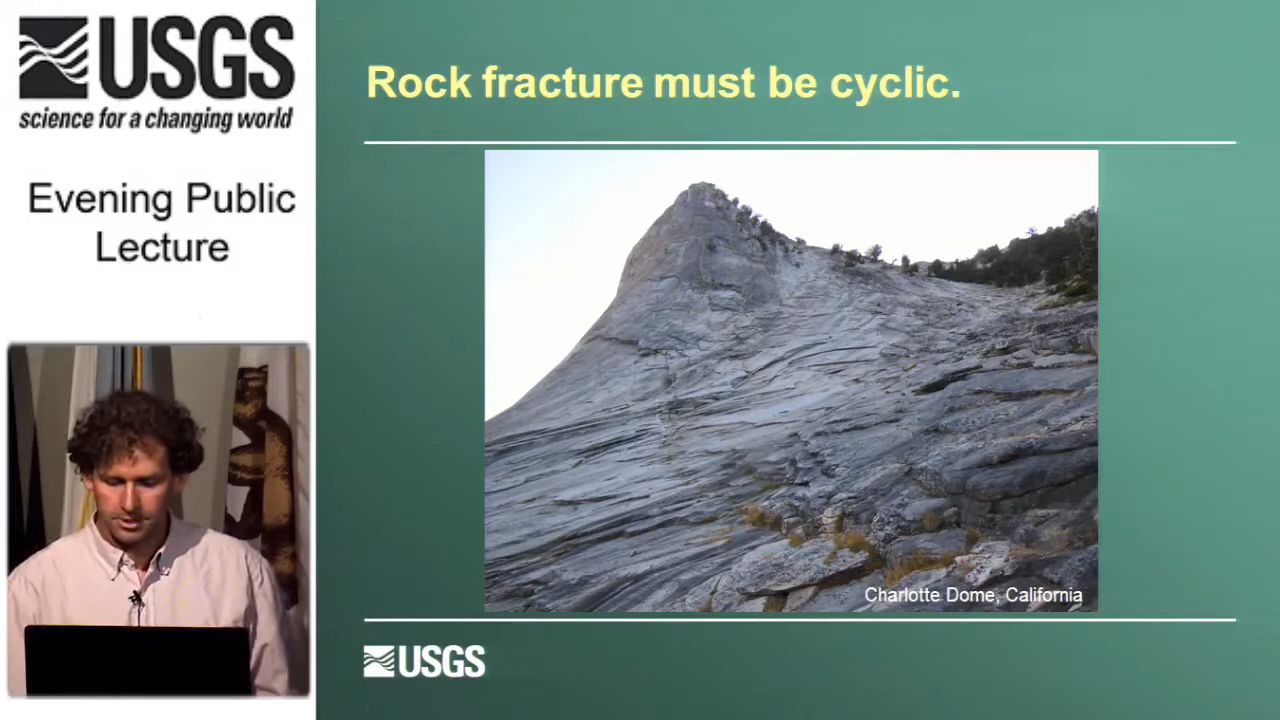 USGS
science for a changing world
Evening Public
Lecture
Rock fracture must be cyclic.
Charlotte Dome, California
USGS